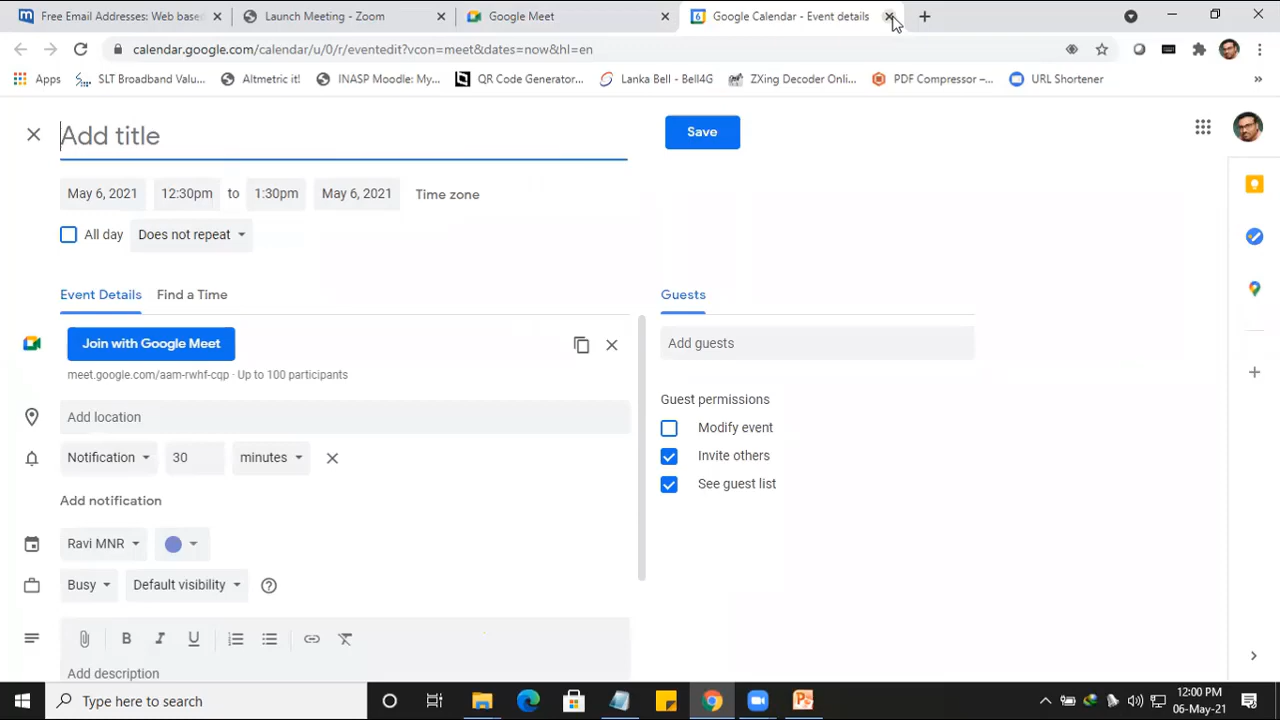 Free Email Addresses: Web base
Launch Meeting - Zoom
Google Meet
6
Google Calendar - Event details
calendar.google.com/calendar/u/0/r/eventedit?vcon=meet&dates=now&hl=en
Apps
SLT Broadband Valu...
Altmetric it!
INASP Moodle: My...
QR Code Generator...
Lanka Bell - Bell4G
ZXing Decoder Onli...
PDF Compressor –...
URL Shortener
»
Add title
Save
May 6, 2021
12:30pm
to
1:30pm
May 6, 2021
Time zone
All day
Does not repeat
Event Details
Find a Time
Guests
Join with Google Meet
meet.google.com/aam-rwhf-cqp · Up to 100 participants
Add guests
Guest permissions
Add location
Modify event
Notification
30
minutes
Invite others
See guest list
Add notification
Ravi MNR
Busy
Default visibility
B
I
U
Add description
Type here to search
12:00 PM
06-May-21